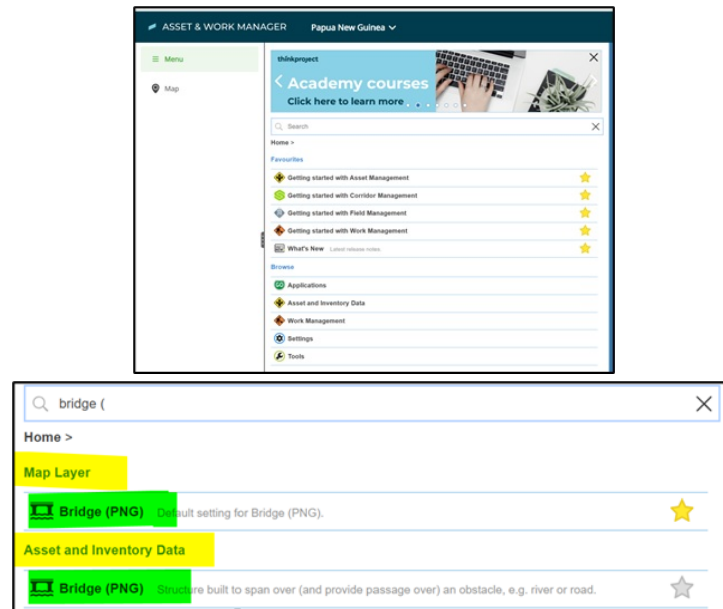 ASSET & WORK MANAGER Papua New Guinea
Menu
Map
thinkproject
Academy courses
Click here to learn more
Search
Home >
Favourites
Getting started with Asset Management
Getting started with Corridor Management
Getting started with Field Management
Getting started with Work Management
What's New Latest release notes.
Browse
GO Applications
Asset and Inventory Data
Work Management
Settings
Tools
bridge (
Home >
Map Layer
Bridge (PNG) Default setting for Bridge (PNG).
Asset and Inventory Data
Bridge (PNG) Structure built to span over (and provide passage over) an obstacle, e.g. river or road.